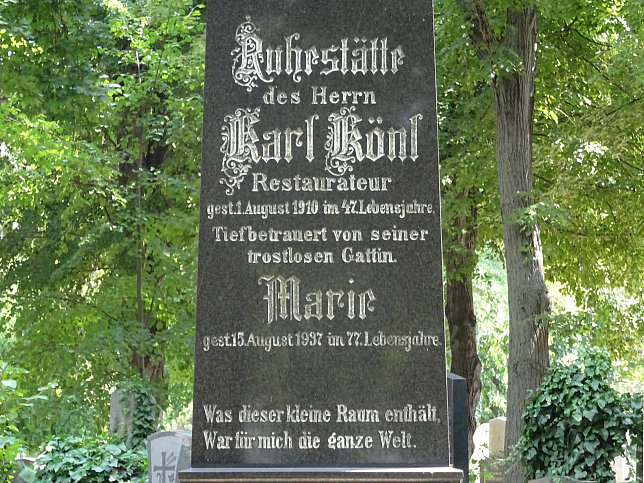 Ruhestätte
des Herrn
Karl Könl
Restaurateur
gest.1.August 1910 im 47.Lebensjahre.
Tiefbetrauert von seiner
trostlosen Gattin.
Marie
gest.15.August 1937 im 77.Lebensjahre.
Was dieser kleine Raum enthält,
War für mich die ganze Welt.